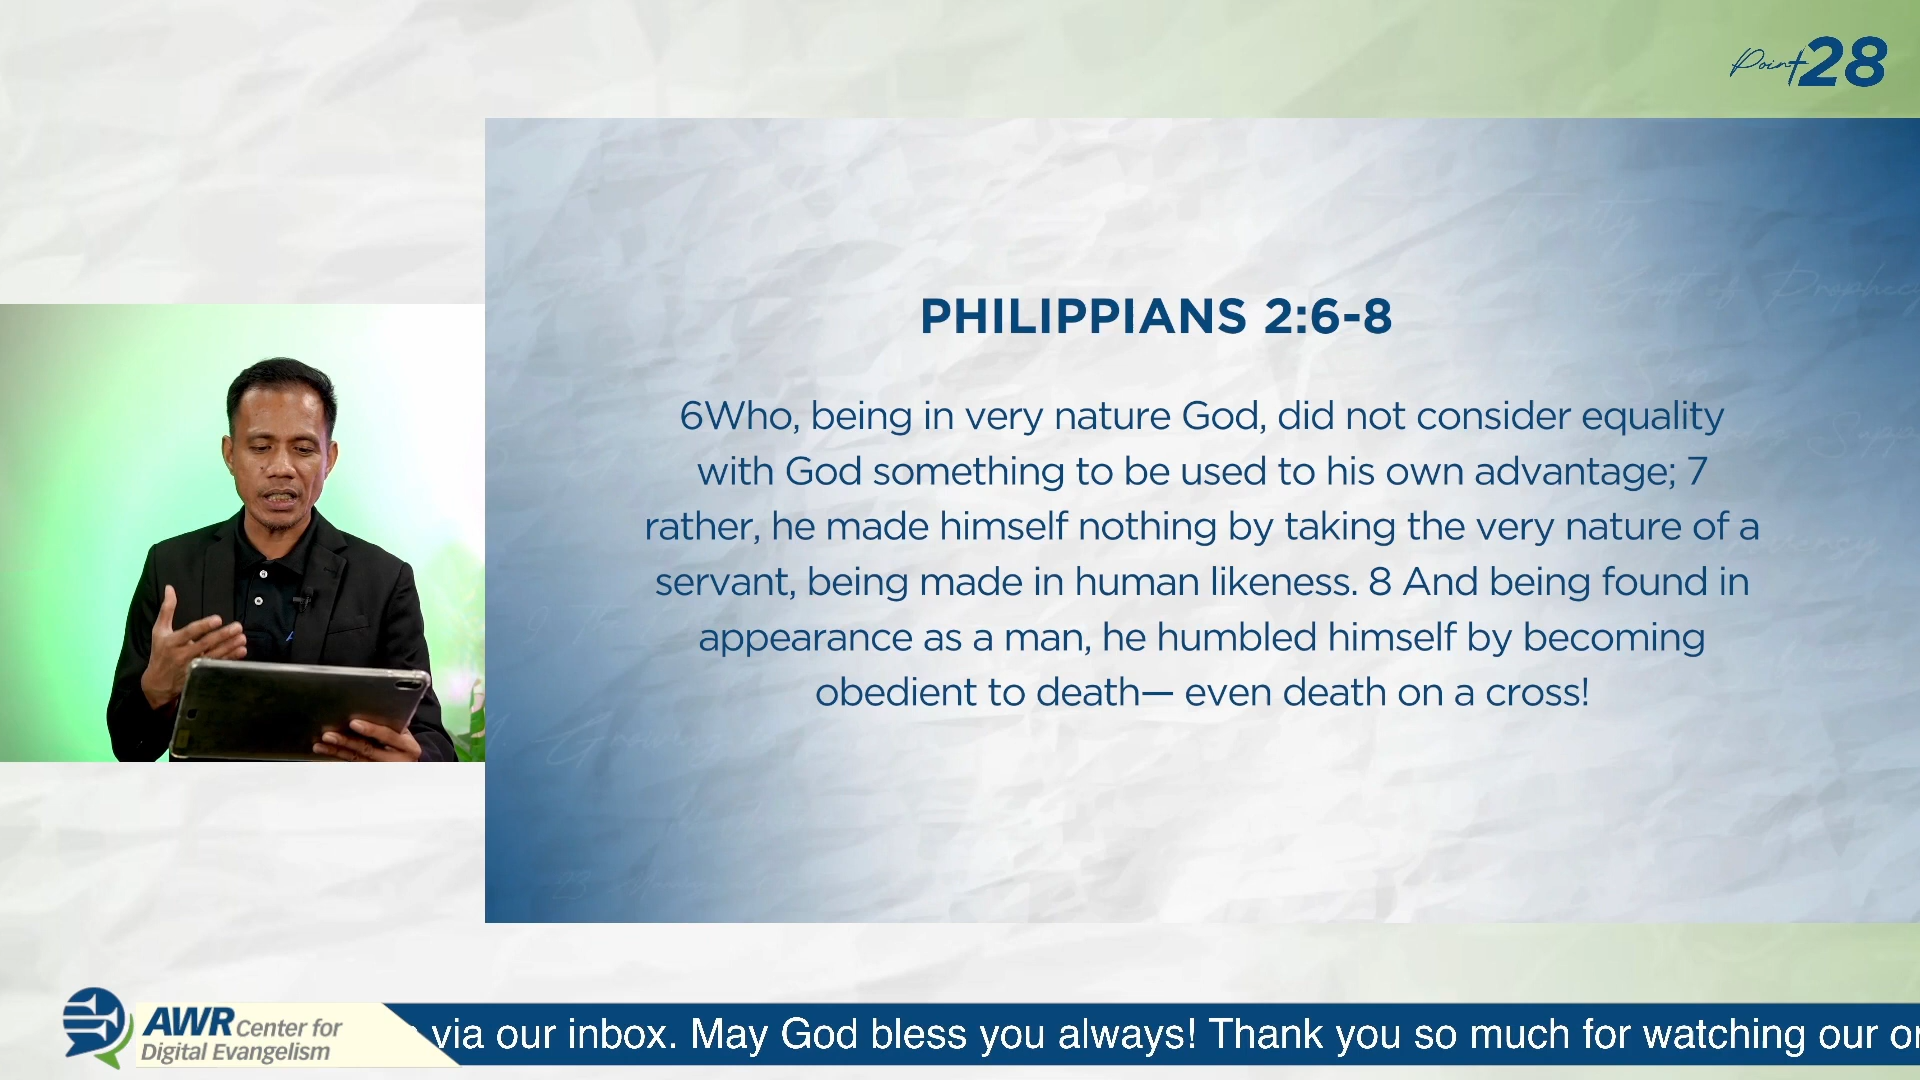 Point 28
PHILIPPIANS 2:6-8
6Who, being in very nature God, did not consider equality
with God something to be used to his own advantage; 7
rather, he made himself nothing by taking the very nature of a
servant, being made in human likeness. 8 And being found in
appearance as a man, he humbled himself by becoming
obedient to death— even death on a cross!
Growing
AWR Center for
Digital Evangelism
via our inbox. May God bless you always! Thank you so much for watching our